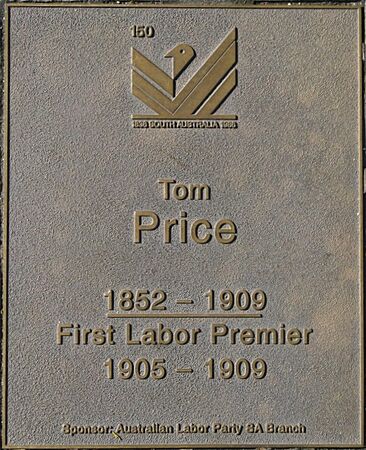 150
1836 SOUTH AUSTRALIA 1986
Tom
Price
1852 – 1909
First Labor Premier
1905 – 1909
Sponsor: Australian Labor Party SA Branch